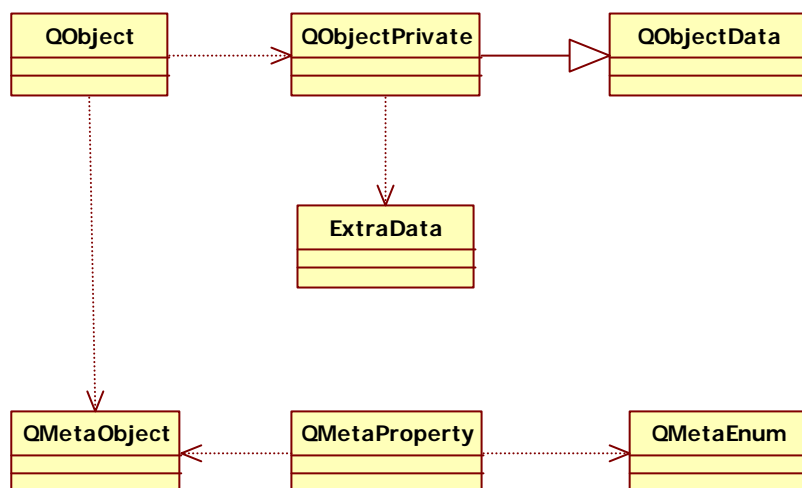 QObject
QObjectPrivate
QObjectData
ExtraData
QMetaObject
QMetaProperty
QMetaEnum